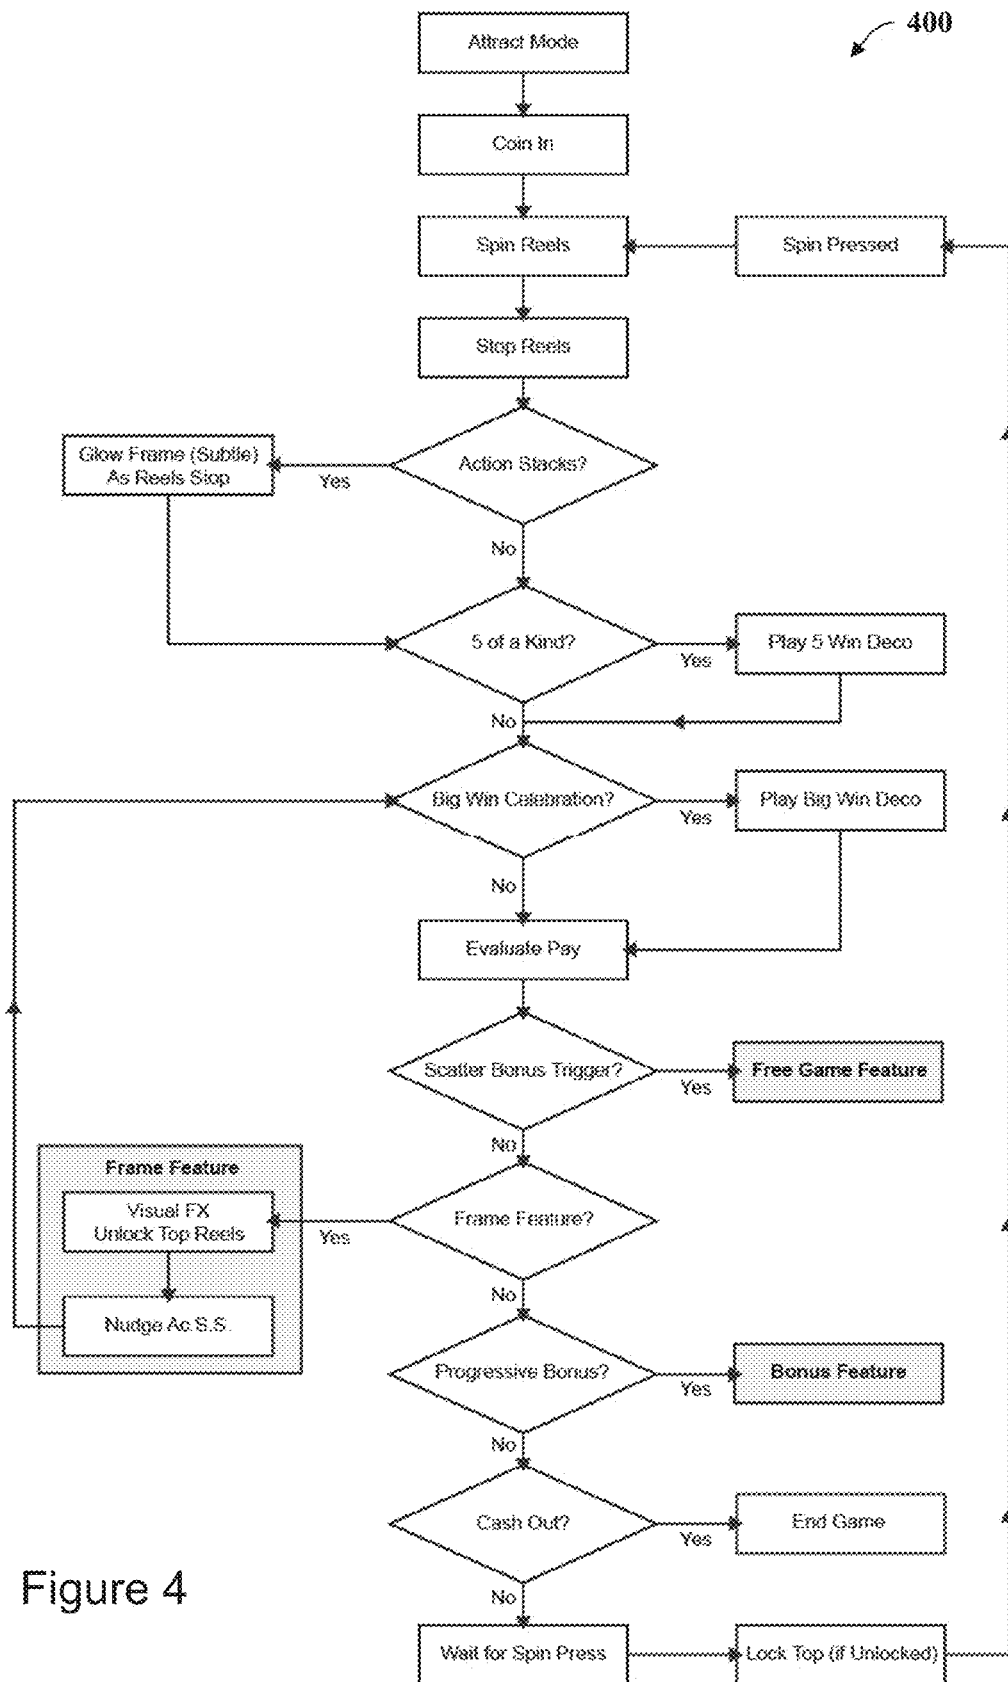 400
Attract Mode
Coin In
Spin Reels
Spin Pressed
Stop Reels
Action Stacks?
Yes
Glow Frame (Subtle)
As Reels Stop
No
5 of a Kind?
Yes
Play 5 Win Deco
No
Big Win Celebration?
Yes
Play Big Win Deco
No
Evaluate Pay
Scatter Bonus Trigger?
Yes
Free Game Feature
No
Frame Feature
Visual FX
Unlock Top Reels
Yes
Frame Feature?
No
Nudge Ac.S.S.
Progressive Bonus?
Yes
Bonus Feature
No
Cash Out?
Yes
End Game
No
Figure 4
Wait for Spin Press
Lock Top (if Unlocked)